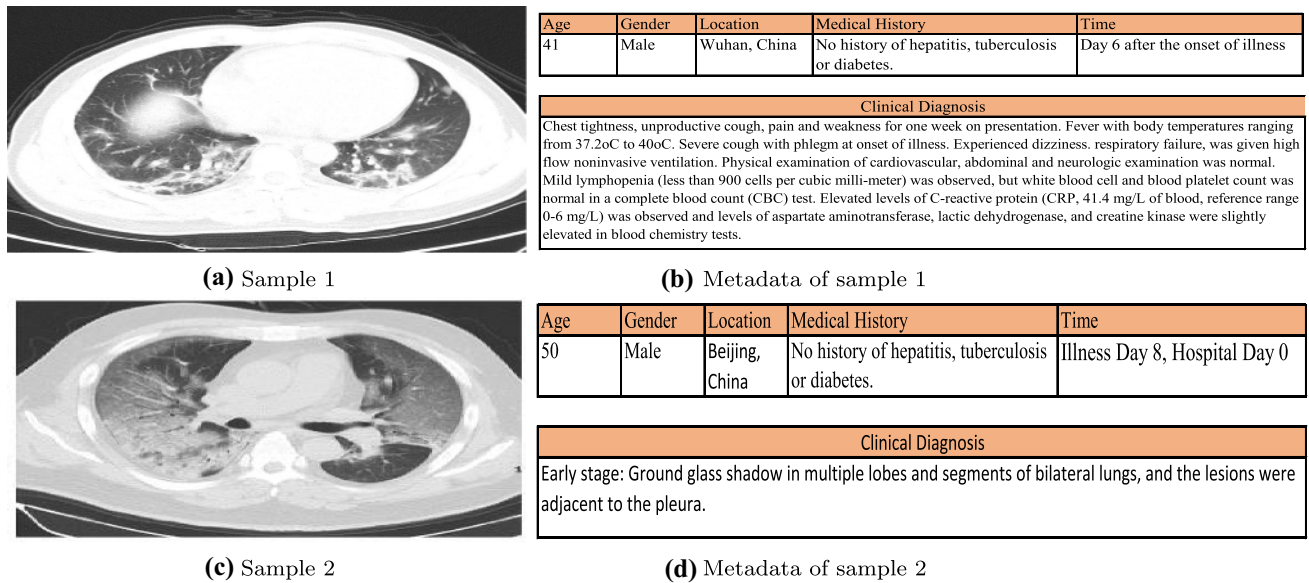 Age Gender Location Medical History Time
41 Male Wuhan, China No history of hepatitis, tuberculosis Day 6 after the onset of illness
or diabetes.
Clinical Diagnosis
Chest tightness, unproductive cough, pain and weakness for one week on presentation. Fever with body temperatures ranging
from 37.2oC to 40oC. Severe cough with phlegm at onset of illness. Experienced dizziness. respiratory failure, was given high
flow noninvasive ventilation. Physical examination of cardiovascular, abdominal and neurologic examination was normal.
Mild lymphopenia (less than 900 cells per cubic milli-meter) was observed, but white blood cell and blood platelet count was
normal in a complete blood count (CBC) test. Elevated levels of C-reactive protein (CRP, 41.4 mg/L of blood, reference range
0-6 mg/L) was observed and levels of aspartate aminotransferase, lactic dehydrogenase, and creatine kinase were slightly
elevated in blood chemistry tests.
(a) Sample 1
(b) Metadata of sample 1
Age Gender Location Medical History Time
50 Male Beijing, No history of hepatitis, tuberculosis Illness Day 8, Hospital Day 0
China or diabetes.
Clinical Diagnosis
Early stage: Ground glass shadow in multiple lobes and segments of bilateral lungs, and the lesions were
adjacent to the pleura.
(c) Sample 2
(d) Metadata of sample 2